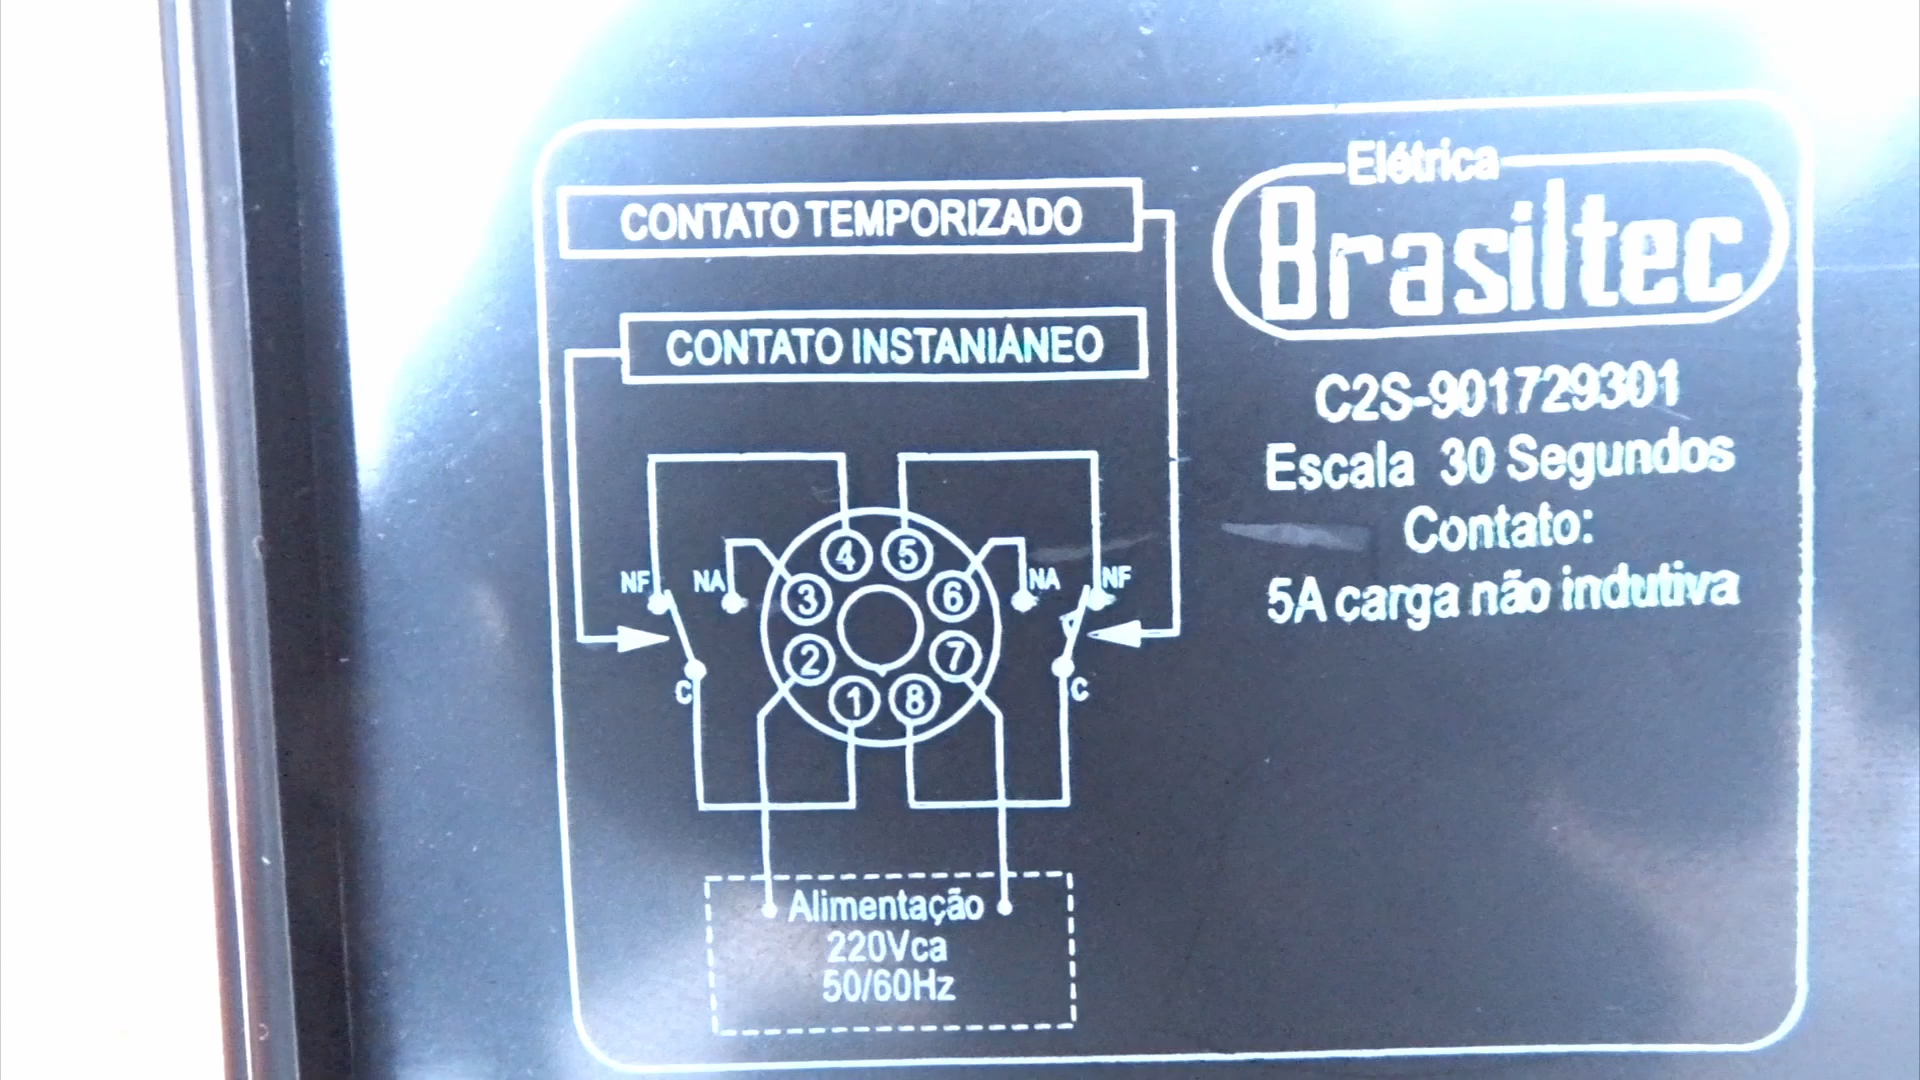 CONTATO TEMPORIZADO
CONTATO INSTANIÂNEO
NF
NA
4
5
3
6
2
7
1
8
NA
NF
C
C
Alimentação
220Vca
50/60Hz
Elétrica
Brasiltec
C2S-901729301
Escala 30 Segundos
Contato:
5A carga não indutiva